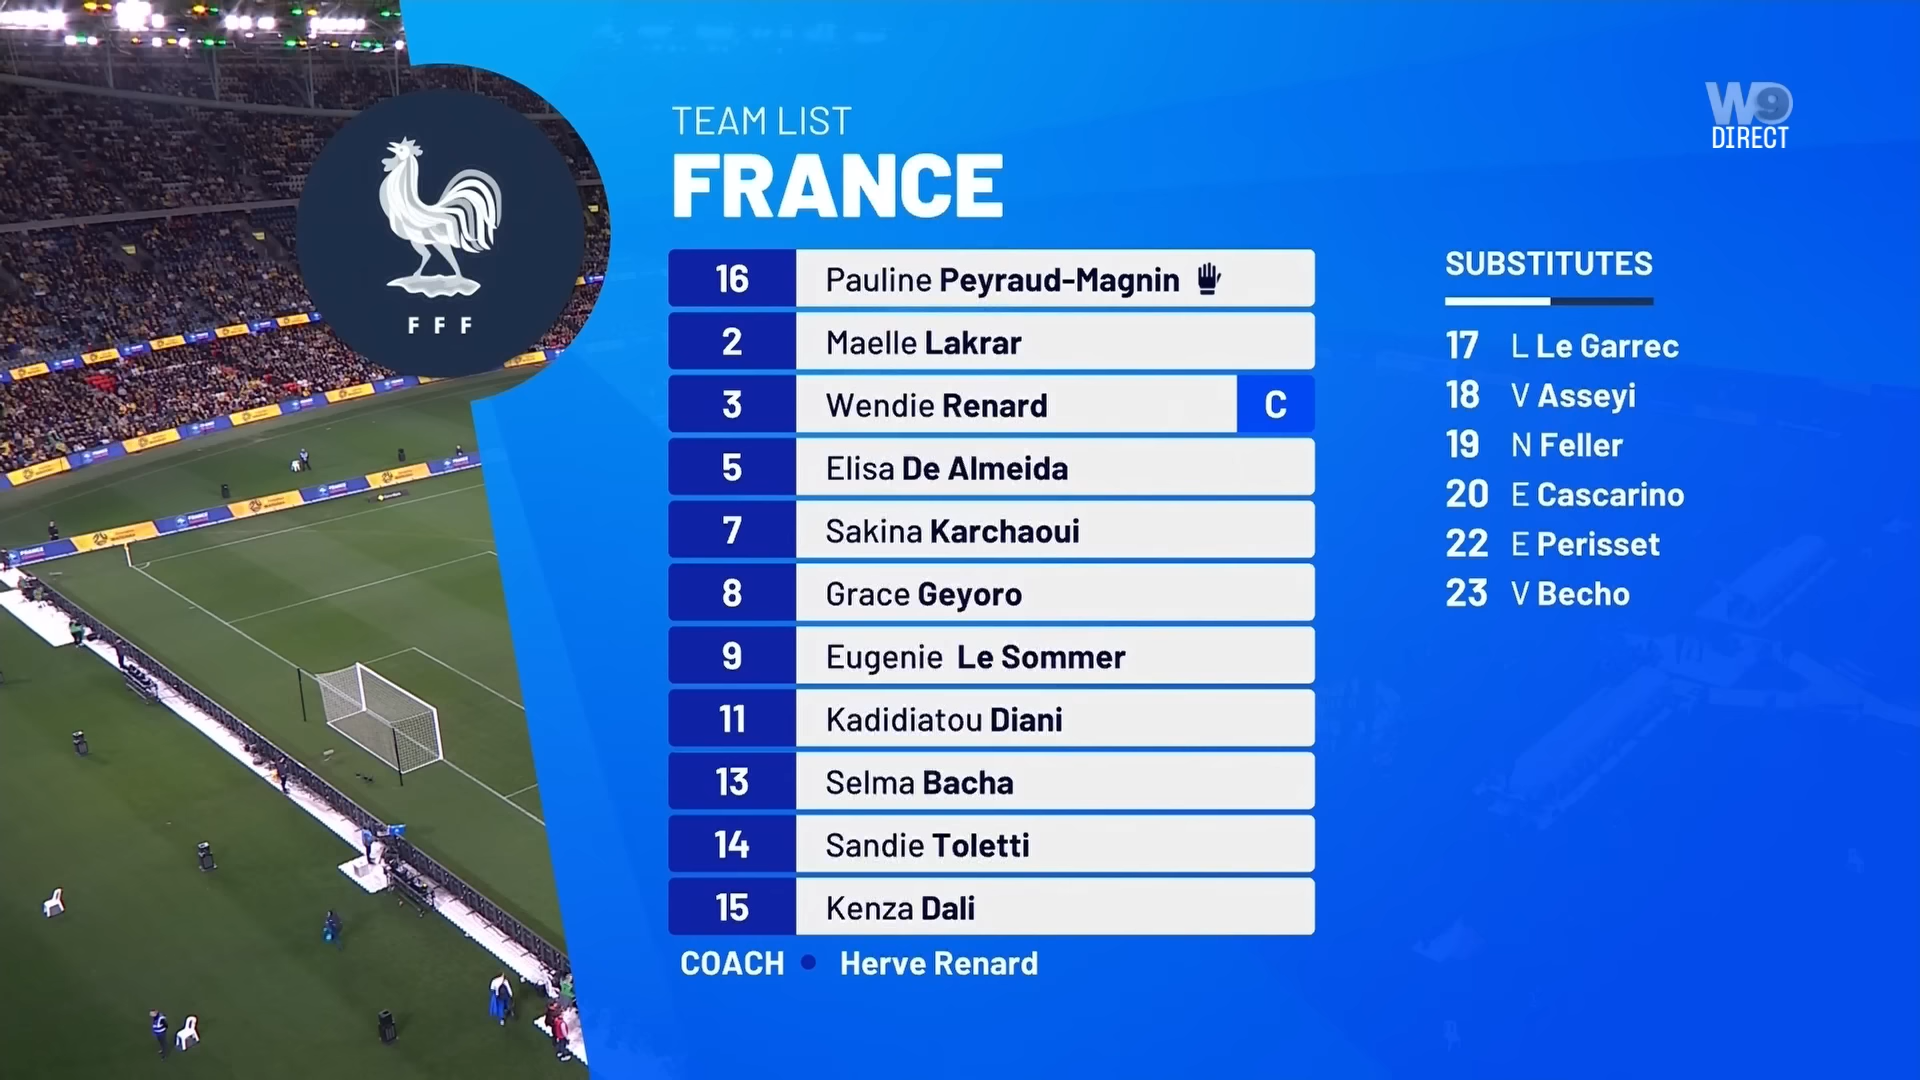 W9
DIRECT
FFF
TEAM LIST
FRANCE
16 Pauline Peyraud-Magnin
2 Maelle Lakrar
3 Wendie Renard C
5 Elisa De Almeida
7 Sakina Karchaoui
8 Grace Geyoro
9 Eugenie Le Sommer
11 Kadidiatou Diani
13 Selma Bacha
14 Sandie Toletti
15 Kenza Dali
COACH • Herve Renard
SUBSTITUTES
17 L Le Garrec
18 V Asseyi
19 N Feller
20 E Cascarino
22 E Perisset
23 V Becho